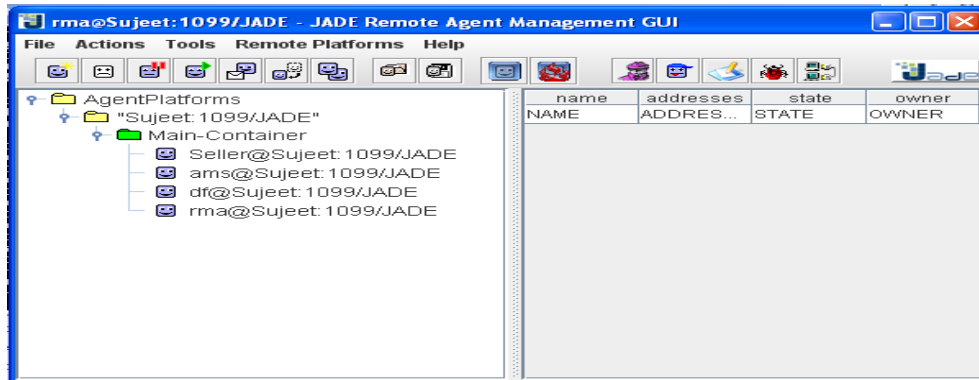 rma@Sujeet:1099/JADE - JADE Remote Agent Management GUI
File Actions Tools Remote Platforms Help
Jade
AgentPlatforms
"Sujeet:1099/JADE"
Main-Container
Seller@Sujeet:1099/JADE
ams@Sujeet:1099/JADE
df@Sujeet:1099/JADE
rma@Sujeet:1099/JADE
name addresses state owner
NAME ADDRES... STATE OWNER